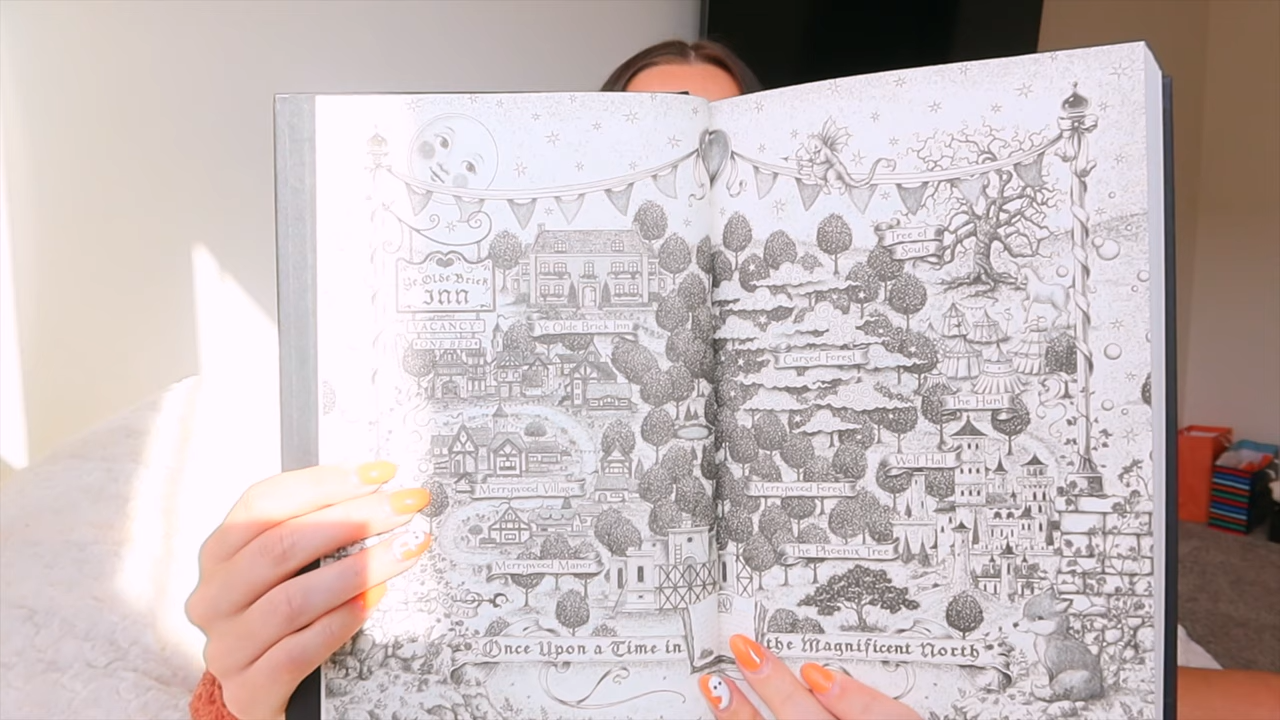 Ye Olde Brick
Inn
VACANCY:
ONE BED
Ye Olde Brick Inn
Merrywood Village
Merrywood Manor
Tree of
Souls
Cursed Forest
The Hunt
Wolf Hall
Merrywood Forest
The Phoenix Tree
Once Upon a Time in the Magnificent North